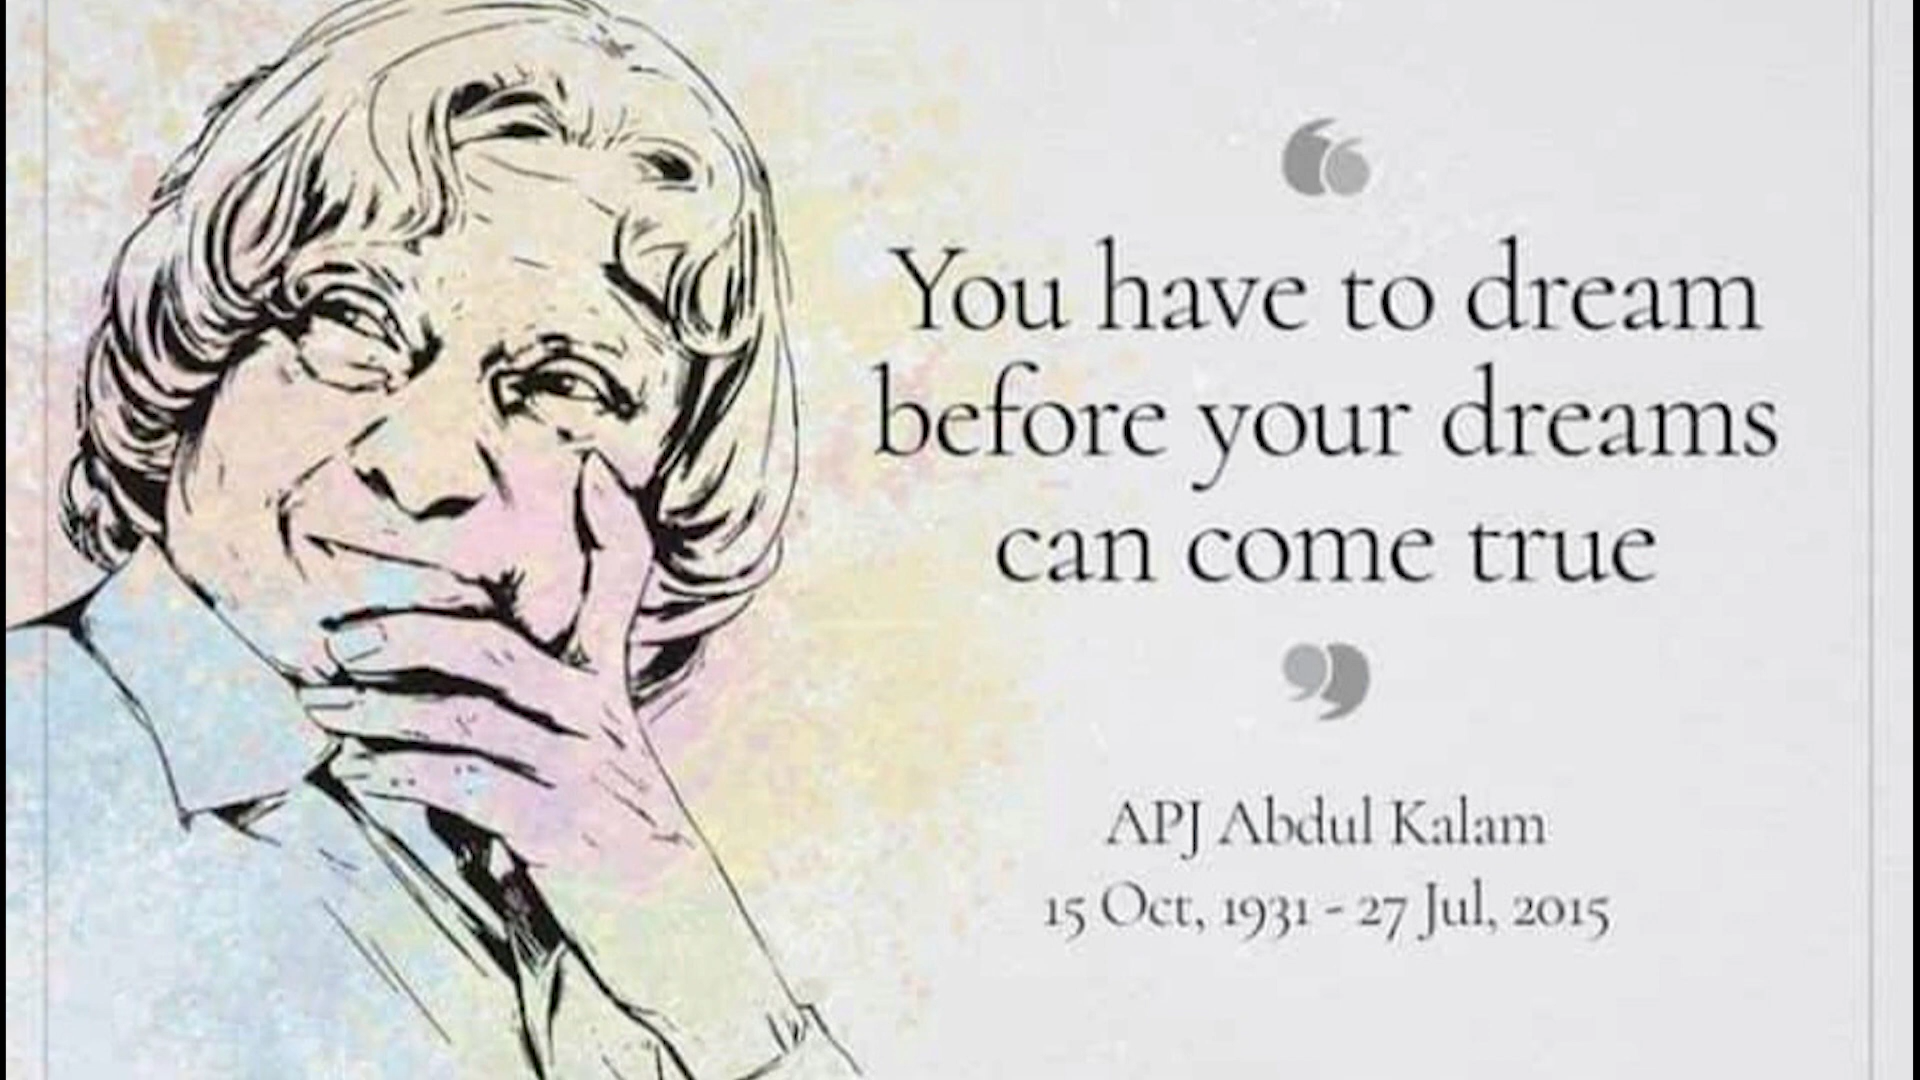 “
You have to dream
before your dreams
can come true
”
APJ Abdul Kalam
15 Oct, 1931 - 27 Jul, 2015